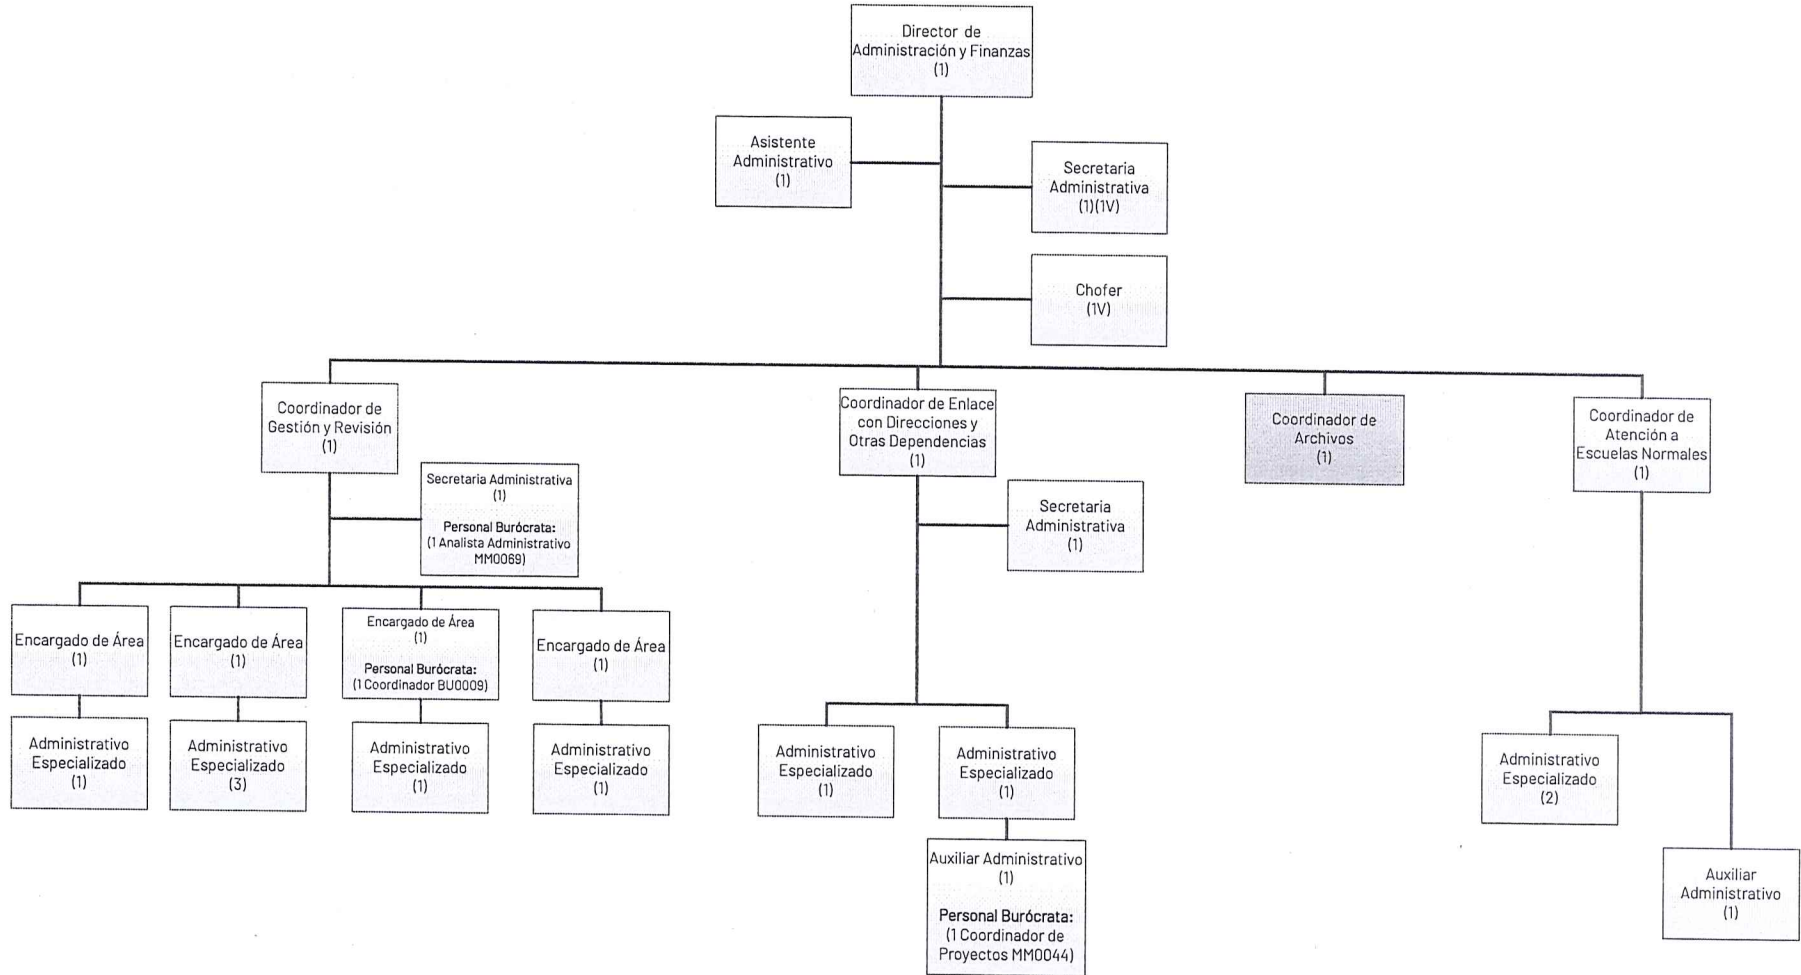 Director de
Administración y Finanzas
(1)
Asistente
Administrativo
(1)
Secretaria
Administrativa
(1)(1V)
Chofer
(1V)
Coordinador de
Gestión y Revisión
(1)
Coordinador de Enlace
con Direcciones y
Otras Dependencias
(1)
Coordinador de
Archivos
(1)
Coordinador de
Atención a
Escuelas Normales
(1)
Secretaria Administrativa
(1)
Personal Burócrata:
(1 Analista Administrativo
MM0069)
Secretaria
Administrativa
(1)
Encargado de Área
(1)
Encargado de Área
(1)
Encargado de Área
(1)
Personal Burócrata:
(1 Coordinador BU0009)
Encargado de Área
(1)
Administrativo
Especializado
(1)
Administrativo
Especializado
(3)
Administrativo
Especializado
(1)
Administrativo
Especializado
(1)
Administrativo
Especializado
(1)
Administrativo
Especializado
(1)
Auxiliar Administrativo
(1)
Personal Burócrata:
(1 Coordinador de
Proyectos MM0044)
Administrativo
Especializado
(2)
Auxiliar
Administrativo
(1)